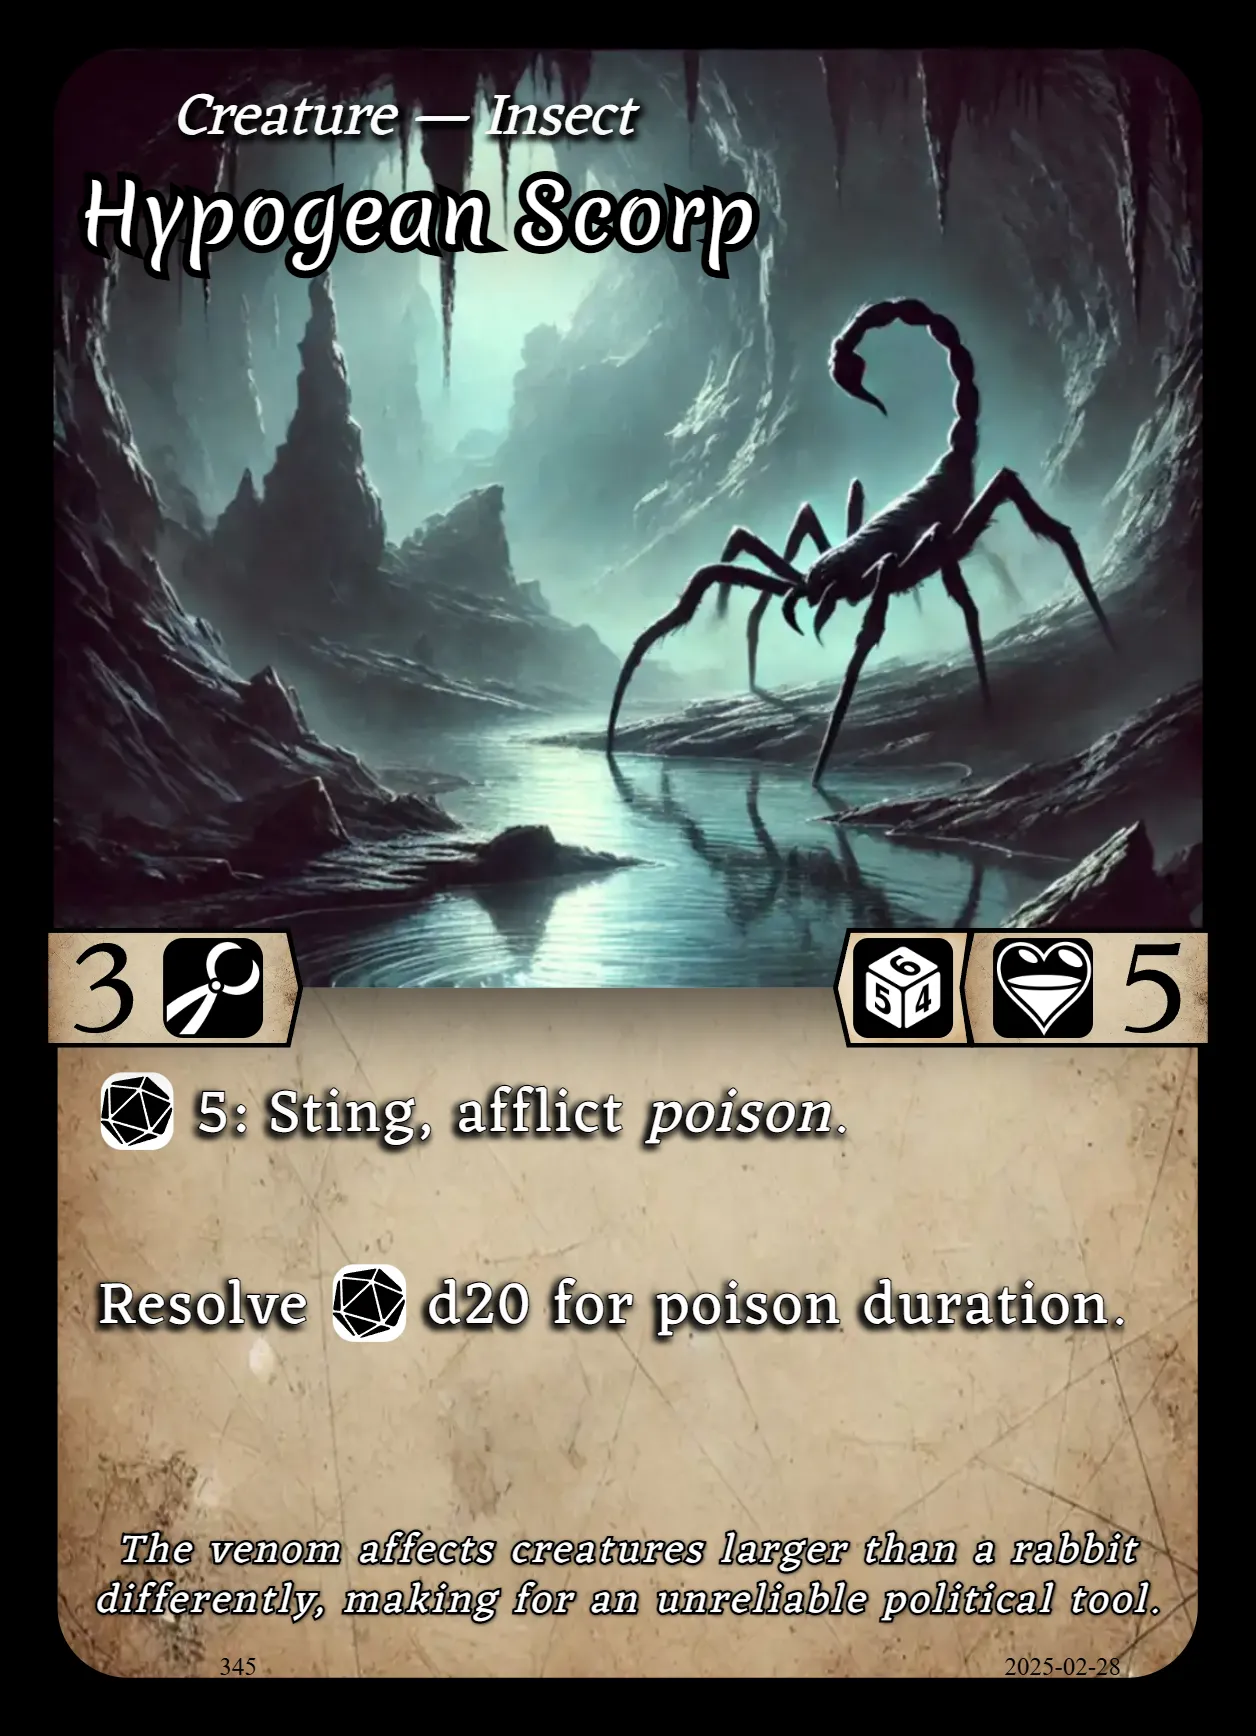 Creature — Insect
Hypogean Scorp
3
6
5 4
5
5: Sting, afflict poison.
Resolve d20 for poison duration.
The venom affects creatures larger than a rabbit
differently, making for an unreliable political tool.
345
2025-02-28